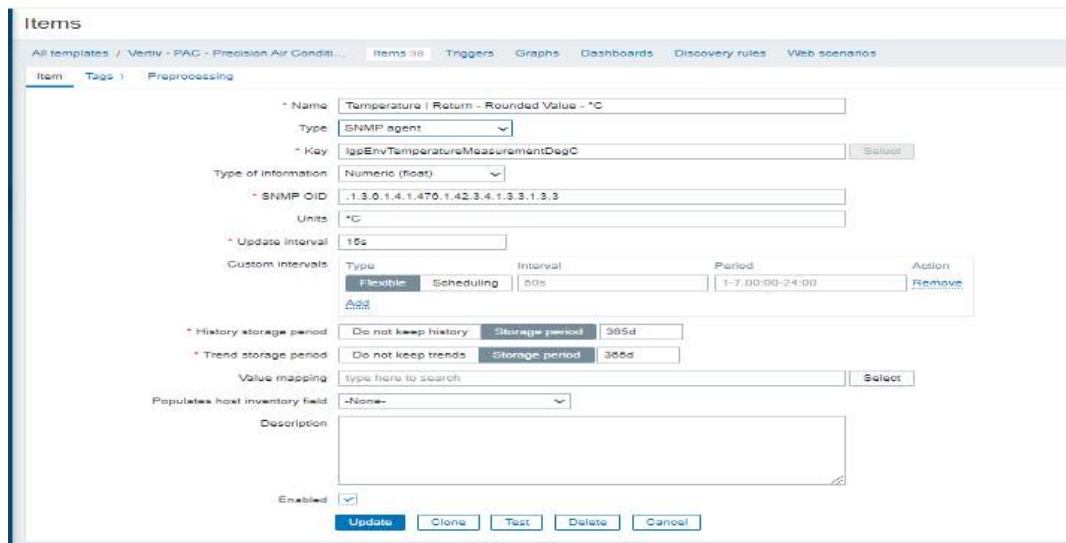 Items
All templates / Vertiv - PAC - Precision Air Conditi... Items 38 Triggers Graphs Dashboards Discovery rules Web scenarios
Item Tags 1 Preprocessing
* Name Temperature | Return - Rounded Value - °C
Type SNMP agent
* Key lgpEnvTemperatureMeasurementDegC Select
Type of information Numeric (float)
* SNMP OID .1.3.6.1.4.1.476.1.42.3.4.1.3.3.1.3.3
Units °C
* Update interval 15s
Custom intervals Type Interval Period Action
Flexible Scheduling 50s 1-7,00:00-24:00 Remove
Add
* History storage period Do not keep history Storage period 365d
* Trend storage period Do not keep trends Storage period 365d
Value mapping type here to search Select
Populates host inventory field -None-
Description
Enabled
Update Clone Test Delete Cancel